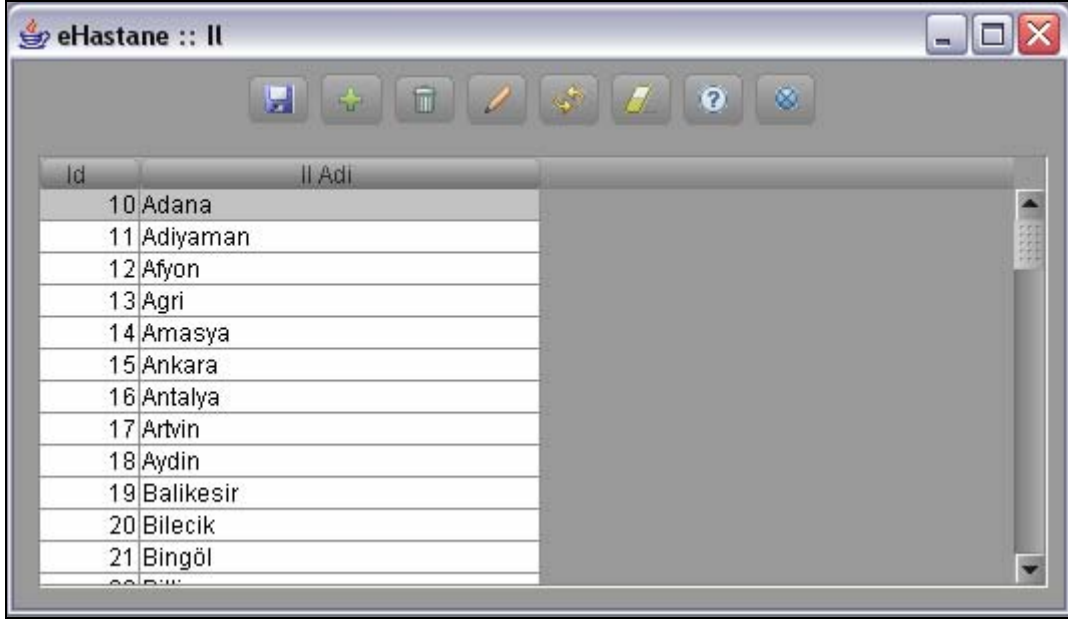 eHastane :: Il
Id Il Adi
10 Adana
11 Adiyaman
12 Afyon
13 Agri
14 Amasya
15 Ankara
16 Antalya
17 Artvin
18 Aydin
19 Balikesir
20 Bilecik
21 Bingöl